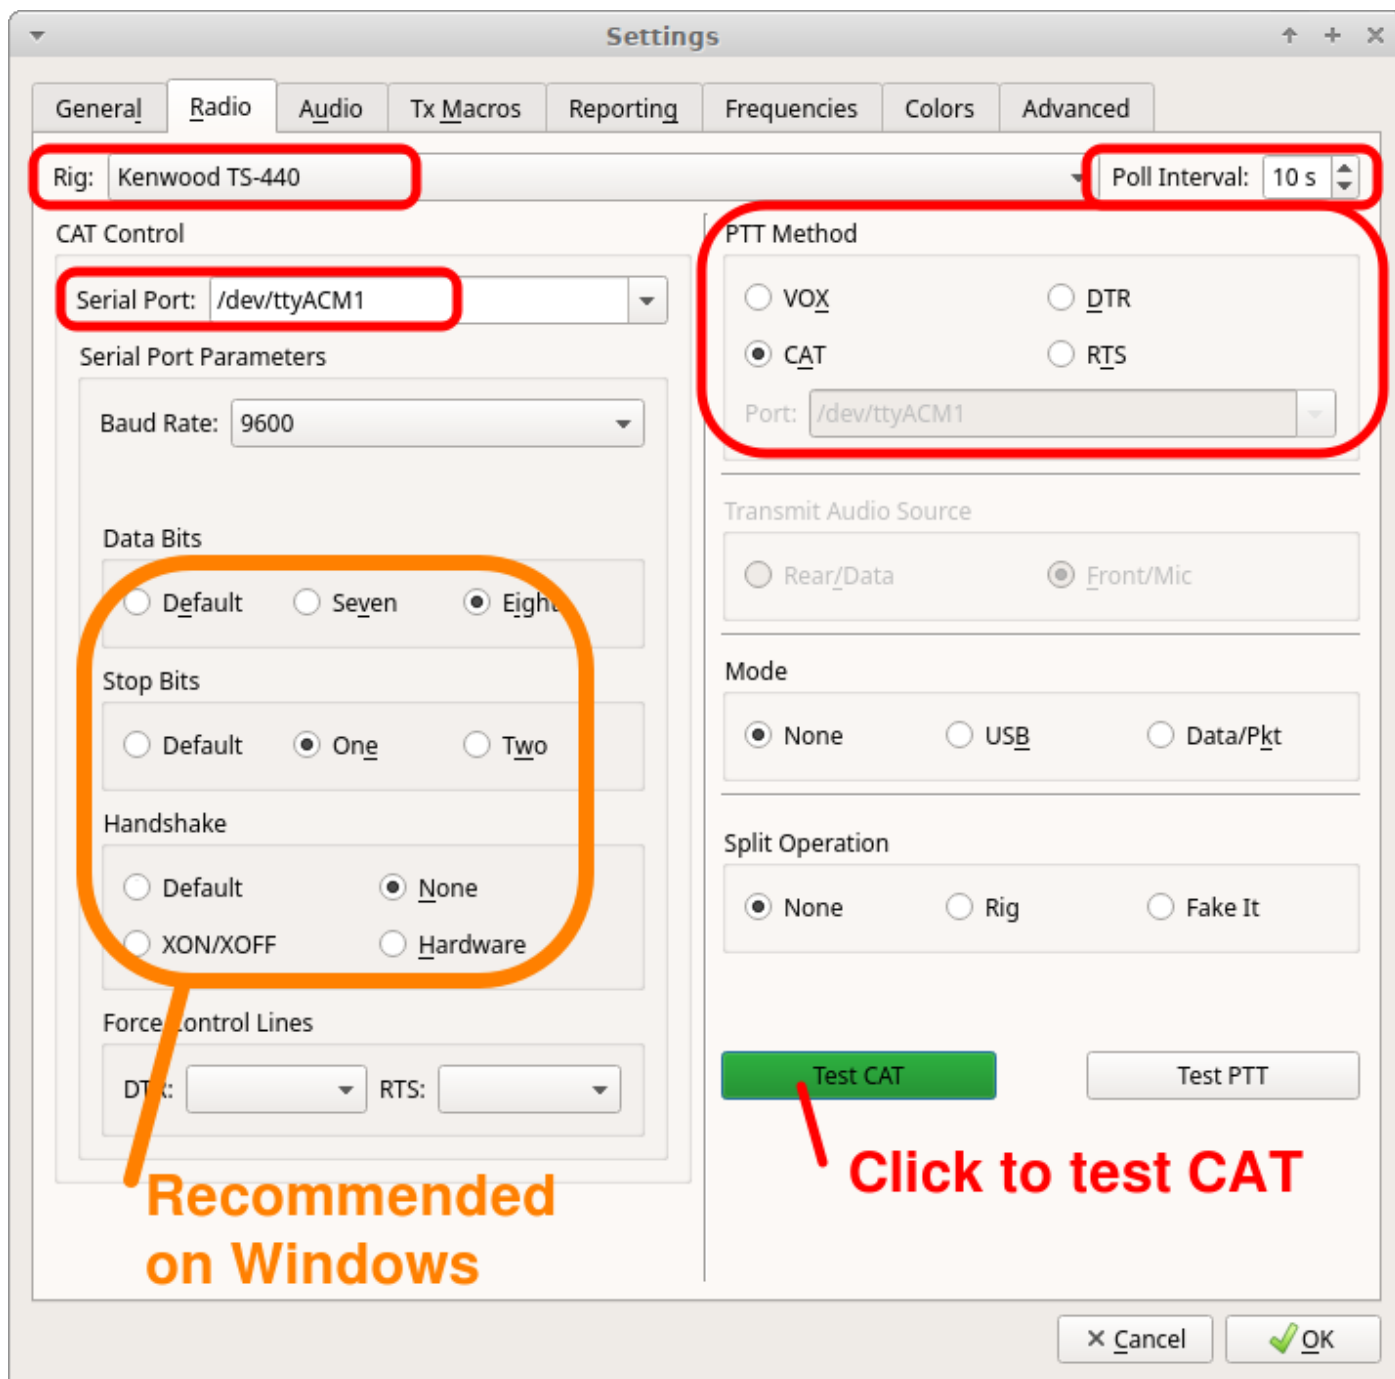 Settings
General Radio Audio Tx Macros Reporting Frequencies Colors Advanced
Rig: Kenwood TS-440 Poll Interval: 10 s
CAT Control
Serial Port: /dev/ttyACM1
Serial Port Parameters
Baud Rate: 9600
Data Bits
Default Seven Eight
Stop Bits
Default One Two
Handshake
Default None
XON/XOFF Hardware
Force Control Lines
DTR: RTS:
Recommended
on Windows
PTT Method
VOX DTR
CAT RTS
Port: /dev/ttyACM1
Transmit Audio Source
Rear/Data Front/Mic
Mode
None USB Data/Pkt
Split Operation
None Rig Fake It
Test CAT Test PTT
Click to test CAT
Cancel OK